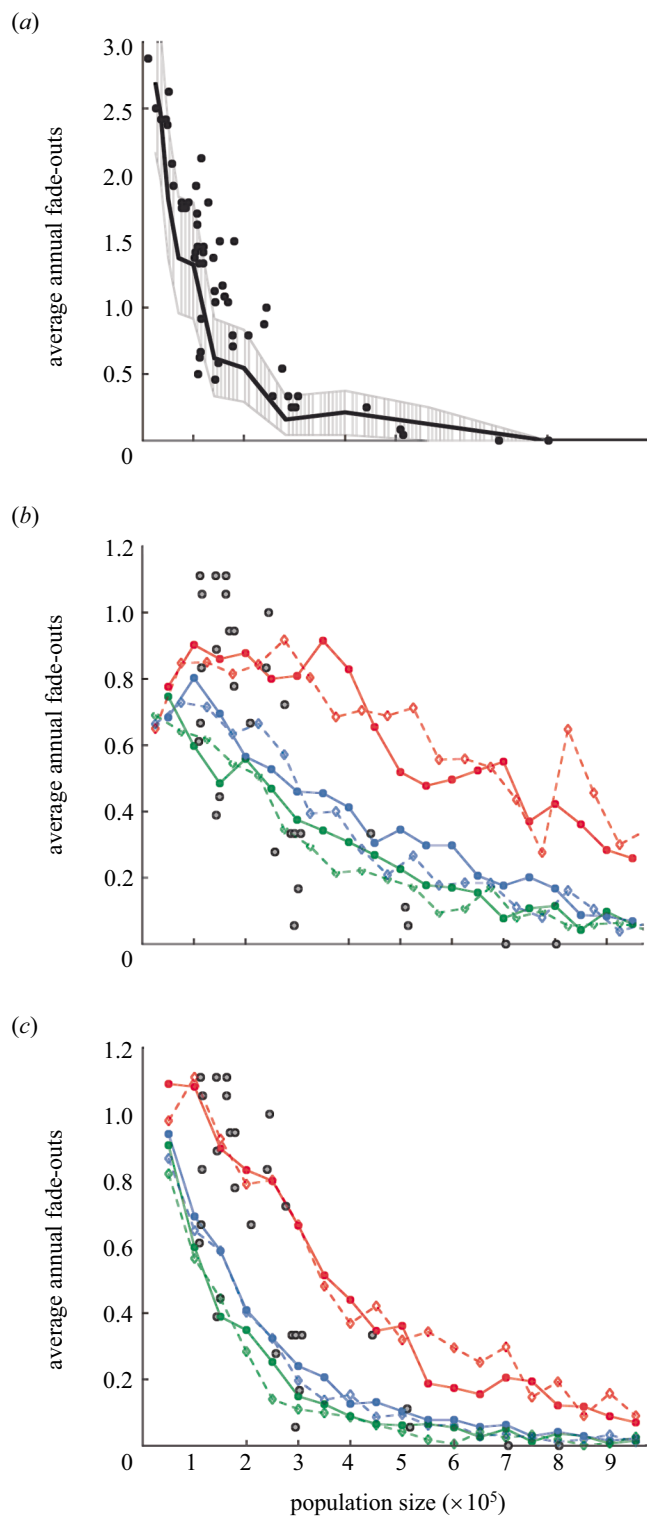 (a)
3.0
2.5
2.0
1.5
1.0
0.5
0
average annual fade-outs
(b)
1.2
1.0
0.8
0.6
0.4
0.2
0
average annual fade-outs
(c)
1.2
1.0
0.8
0.6
0.4
0.2
0
average annual fade-outs
1 2 3 4 5 6 7 8 9
population size (×10⁵)